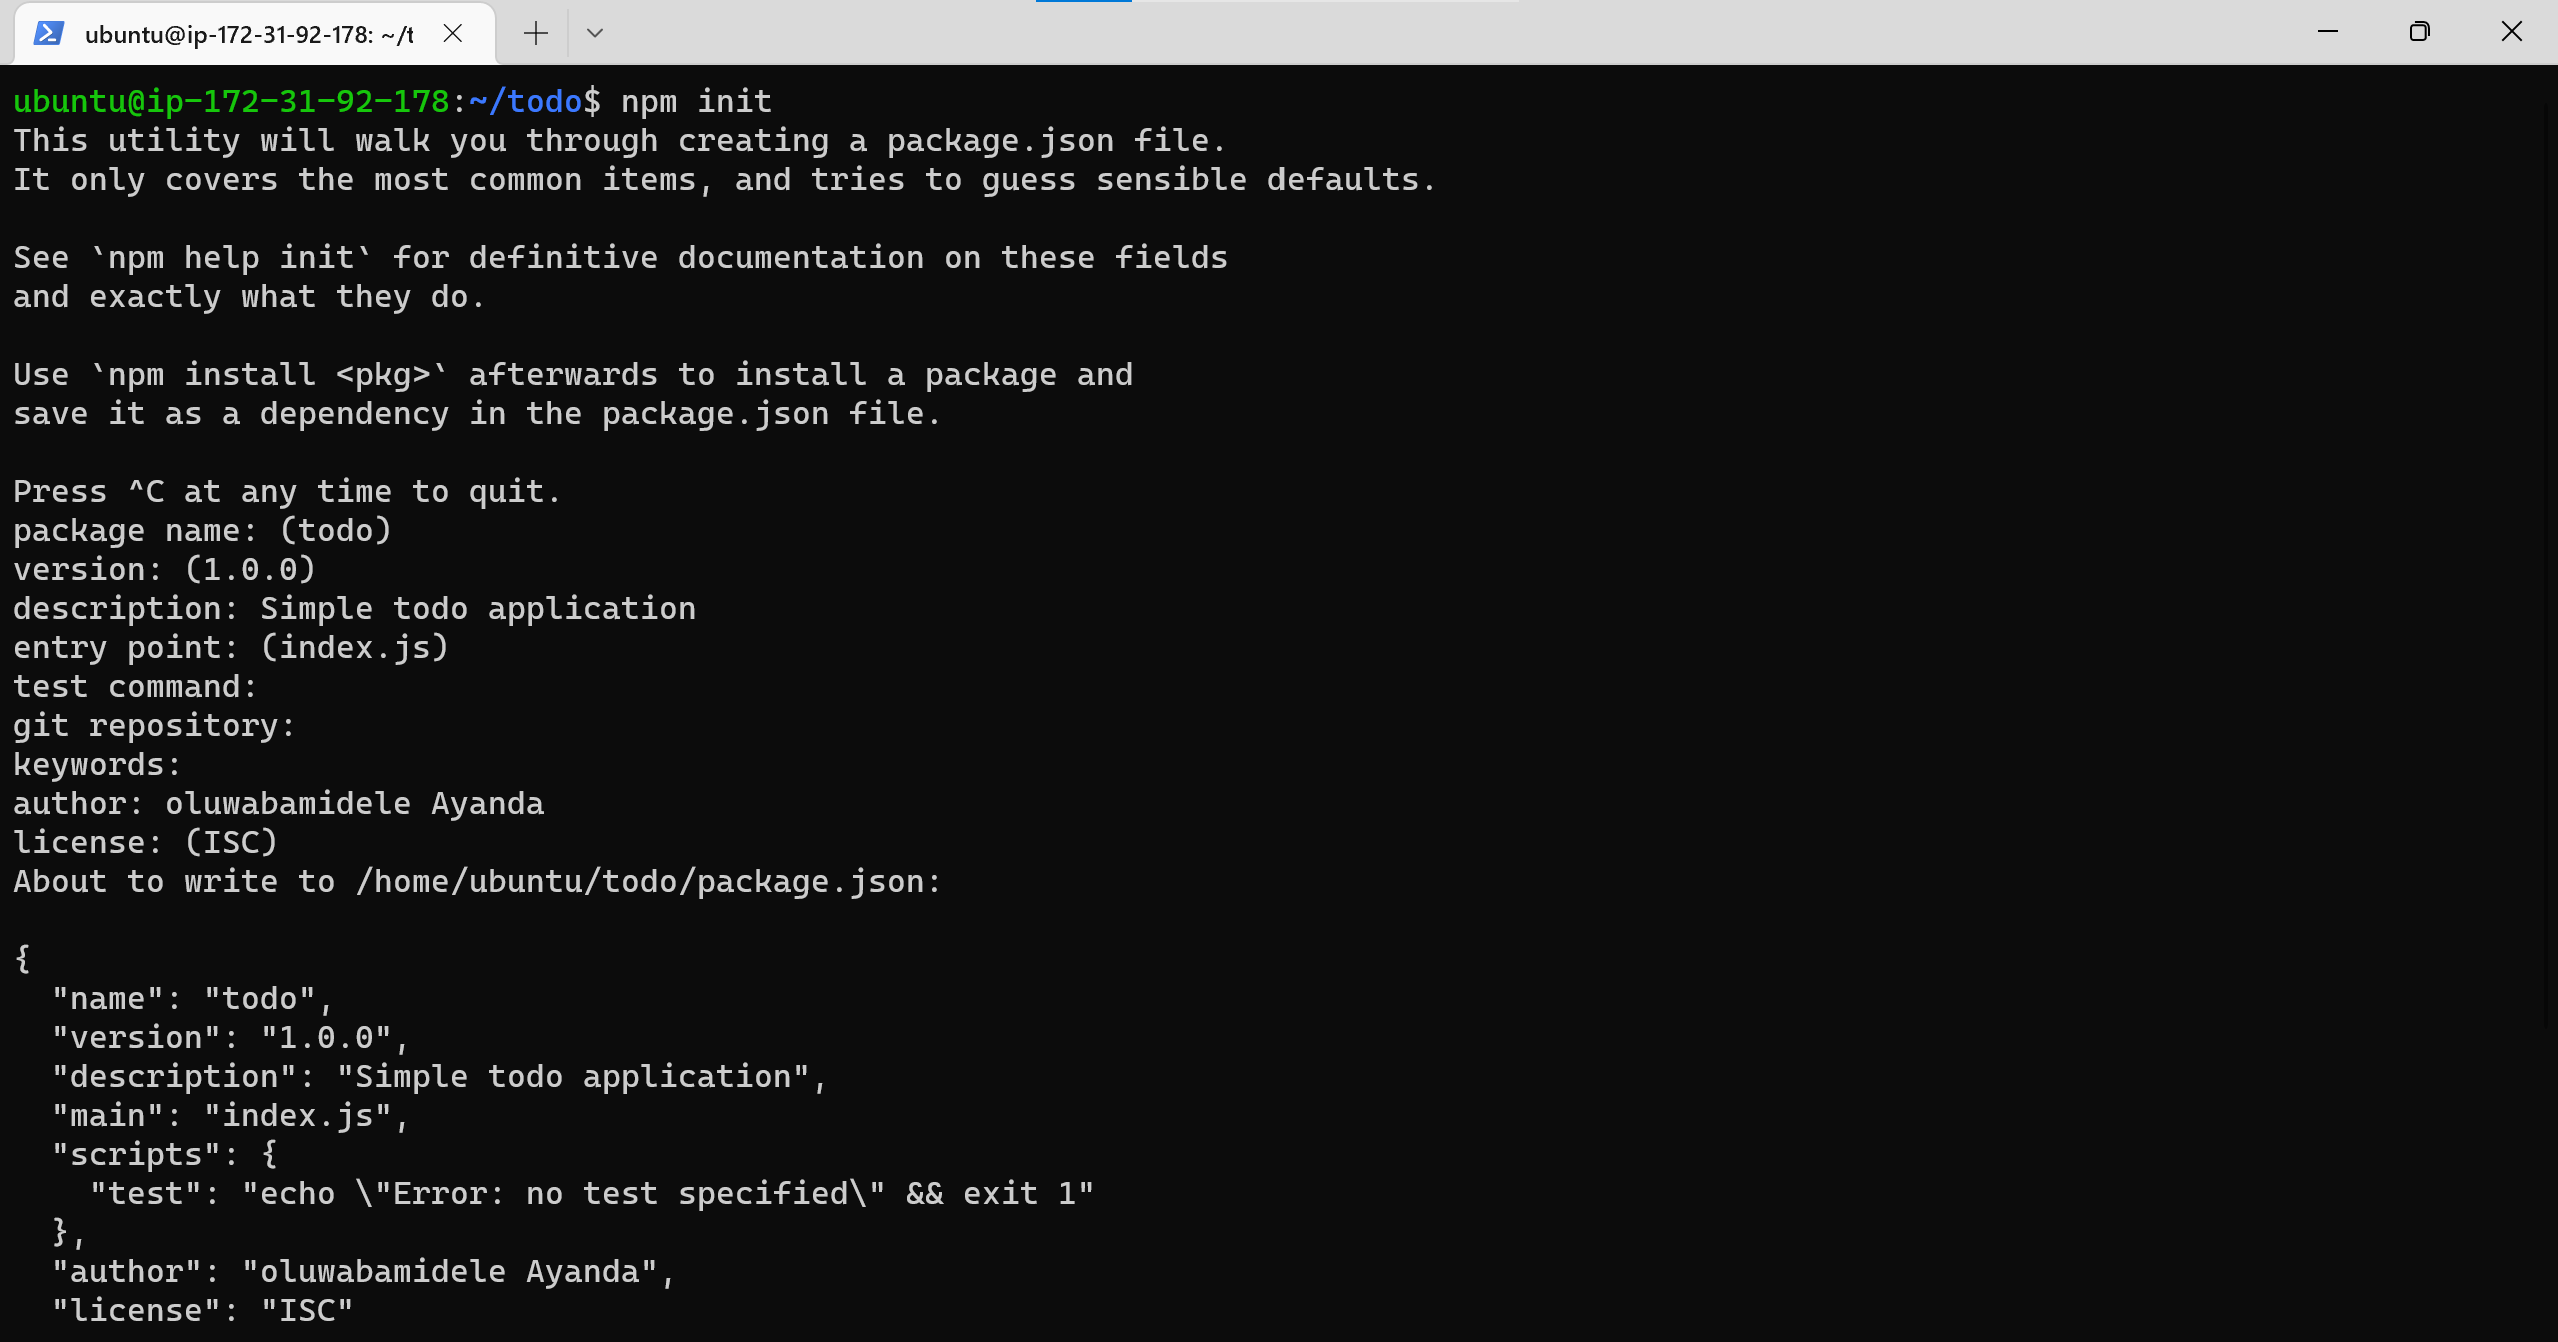 ubuntu@ip-172-31-92-178: ~/t
ubuntu@ip-172-31-92-178:~/todo$ npm init
This utility will walk you through creating a package.json file.
It only covers the most common items, and tries to guess sensible defaults.

See `npm help init` for definitive documentation on these fields
and exactly what they do.

Use `npm install <pkg>` afterwards to install a package and
save it as a dependency in the package.json file.

Press ^C at any time to quit.
package name: (todo)
version: (1.0.0)
description: Simple todo application
entry point: (index.js)
test command:
git repository:
keywords:
author: oluwabamidele Ayanda
license: (ISC)
About to write to /home/ubuntu/todo/package.json:

{
  "name": "todo",
  "version": "1.0.0",
  "description": "Simple todo application",
  "main": "index.js",
  "scripts": {
    "test": "echo \"Error: no test specified\" && exit 1"
  },
  "author": "oluwabamidele Ayanda",
  "license": "ISC"